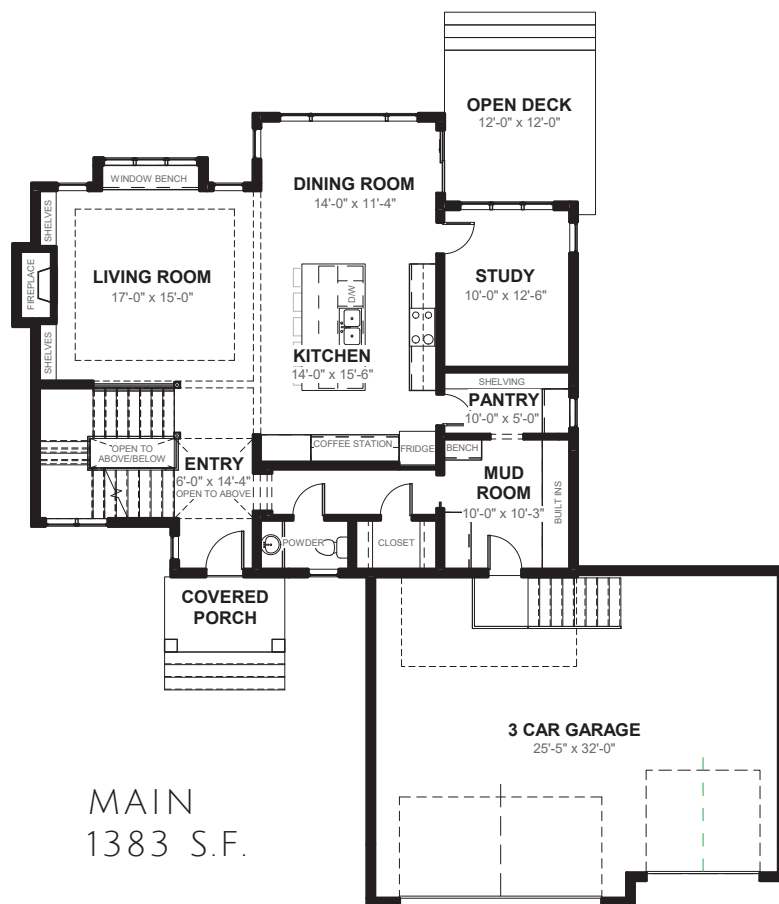 OPEN DECK
12'-0" x 12'-0"
WINDOW BENCH
DINING ROOM
14'-0" x 11'-4"
SHELVES
LIVING ROOM
17'-0" x 15'-0"
FIREPLACE
SHELVES
D/W
STUDY
10'-0" x 12'-6"
KITCHEN
14'-0" x 15'-6"
SHELVING
PANTRY
10'-0" x 5'-0"
COFFEE STATION
FRIDGE
BENCH
OPEN TO
ABOVE/BELOW
ENTRY
6'-0" x 14'-4"
OPEN TO ABOVE
MUD
ROOM
10'-0" x 10'-3"
BUILT INS
POWDER
CLOSET
COVERED
PORCH
3 CAR GARAGE
25'-5" x 32'-0"
MAIN
1383 S.F.